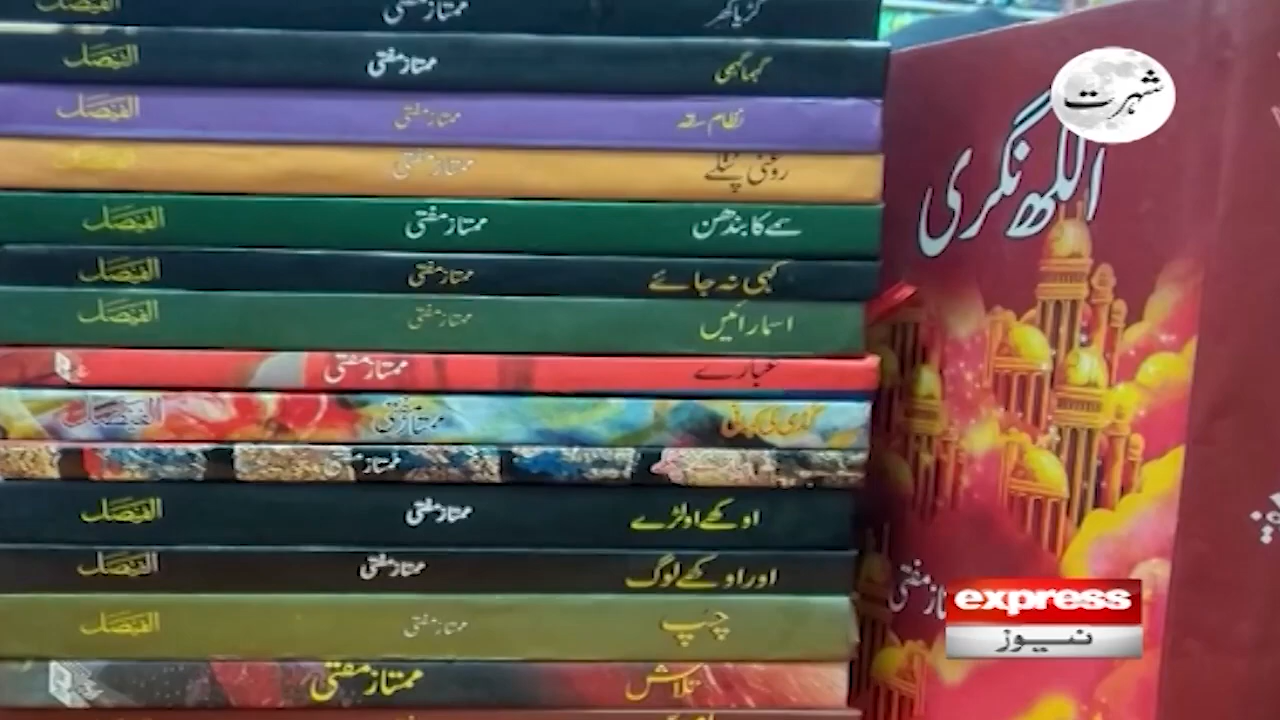 گڑیا گھر ممتاز مفتی الفیصل
گہما گہمی ممتاز مفتی الفیصل
نظام سقہ ممتاز مفتی الفیصل
روغنی پتلے ممتاز مفتی الفیصل
سمے کا بندھن ممتاز مفتی الفیصل
کہی نہ جائے ممتاز مفتی الفیصل
اسمارائیں ممتاز مفتی الفیصل
غبارے ممتاز مفتی
ممتاز مفتی الفیصل
ممتاز مفتی
اوکھے اولڑے ممتاز مفتی الفیصل
اور اوکھے لوگ ممتاز مفتی الفیصل
چپ ممتاز مفتی الفیصل
تلاش ممتاز مفتی
شہرت
الکھ نگری
مفتی
express
نیوز